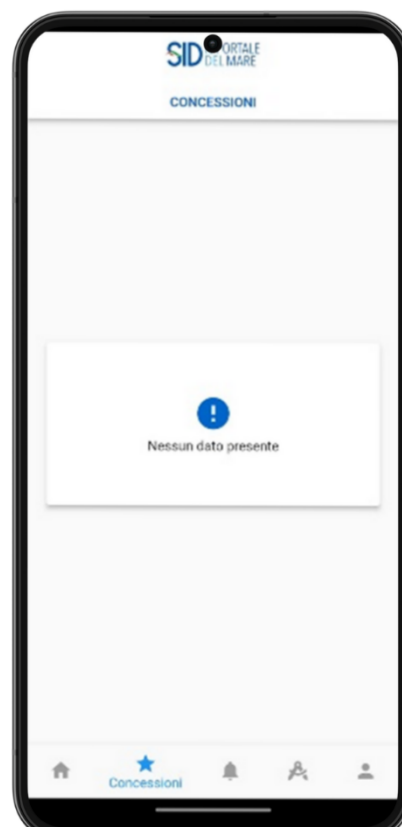 SID PORTALE
DEL MARE
CONCESSIONI
Nessun dato presente
Concessioni